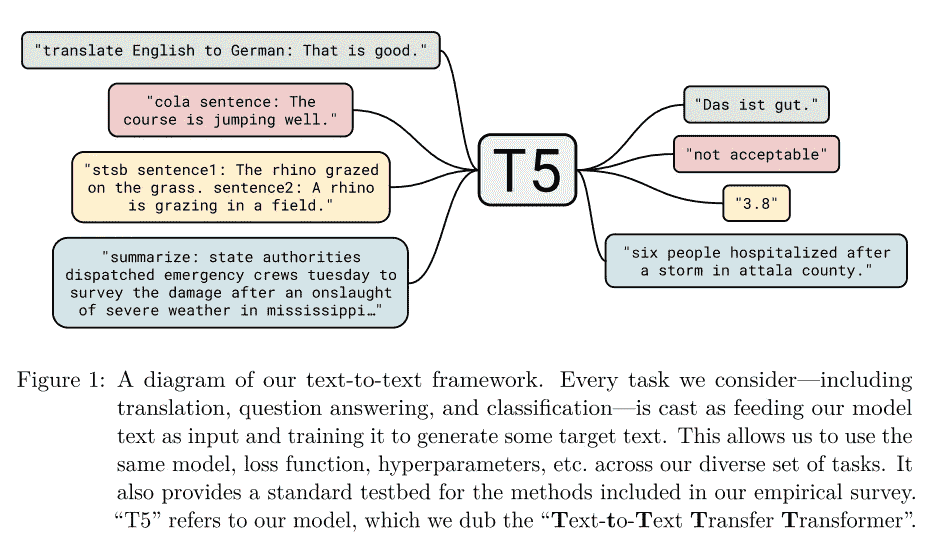 "translate English to German: That is good."
"cola sentence: The
course is jumping well."
"stsb sentence1: The rhino grazed
on the grass. sentence2: A rhino
is grazing in a field."
"summarize: state authorities
dispatched emergency crews tuesday to
survey the damage after an onslaught
of severe weather in mississippi…"
T5
"Das ist gut."
"not acceptable"
"3.8"
"six people hospitalized after
a storm in attala county."
Figure 1: A diagram of our text-to-text framework. Every task we consider—including
translation, question answering, and classification—is cast as feeding our model
text as input and training it to generate some target text. This allows us to use the
same model, loss function, hyperparameters, etc. across our diverse set of tasks. It
also provides a standard testbed for the methods included in our empirical survey.
“T5” refers to our model, which we dub the “Text-to-Text Transfer Transformer”.